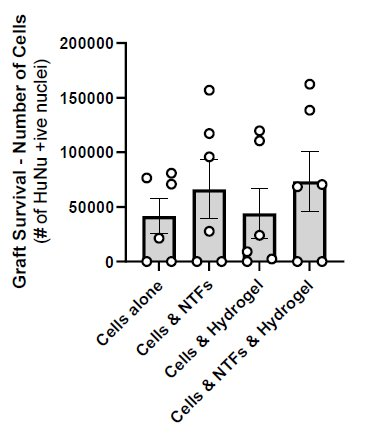 Graft Survival - Number of Cells
(# of HuNu +ive nuclei)
200000
150000
100000
50000
0
Cells alone
Cells & NTFs
Cells & Hydrogel
Cells & NTFs & Hydrogel